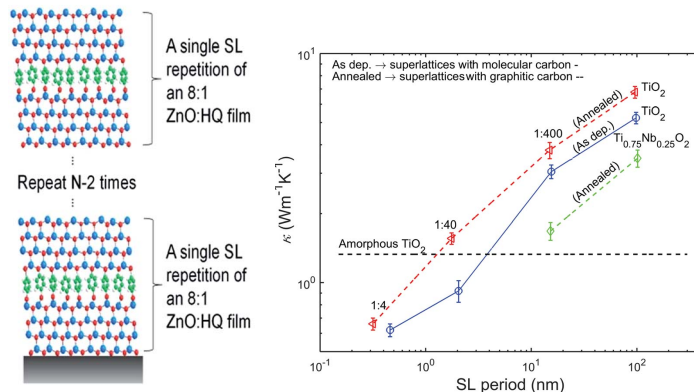 A single SL
repetition of
an 8:1
ZnO:HQ film
Repeat N-2 times
A single SL
repetition of
an 8:1
ZnO:HQ film
As dep. → superlattices with molecular carbon -
Annealed → superlattices with graphitic carbon --
TiO₂
TiO₂
Ti₀.₇₅Nb₀.₂₅O₂
(Annealed)
(As dep.)
(Annealed)
1:400
1:40
1:4
Amorphous TiO₂
κ (Wm⁻¹K⁻¹)
10¹
10⁰
10⁻¹
10⁰
10¹
10²
SL period (nm)